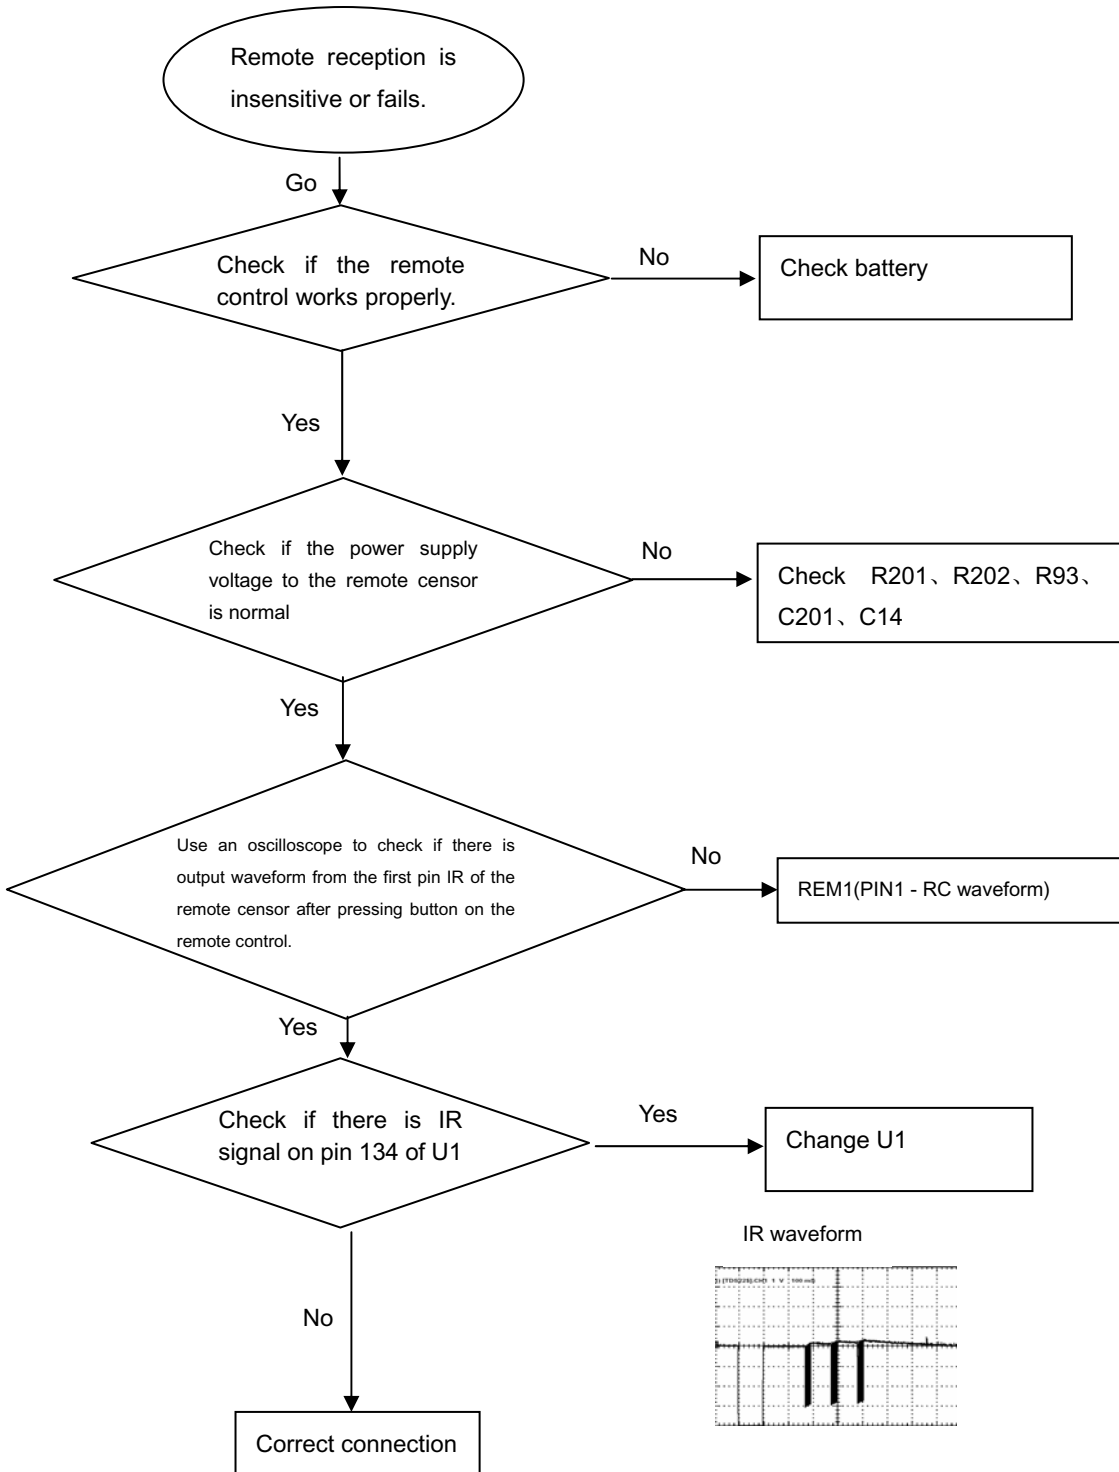 Remote reception is
insensitive or fails.
Go
Check if the remote
control works properly.
No
Check battery
Yes
Check if the power supply
voltage to the remote censor
is normal
No
Check R201、R202、R93、
C201、C14
Yes
Use an oscilloscope to check if there is
output waveform from the first pin IR of the
remote censor after pressing button on the
remote control.
No
REM1(PIN1 - RC waveform)
Yes
Check if there is IR
signal on pin 134 of U1
Yes
Change U1
IR waveform
No
Correct connection